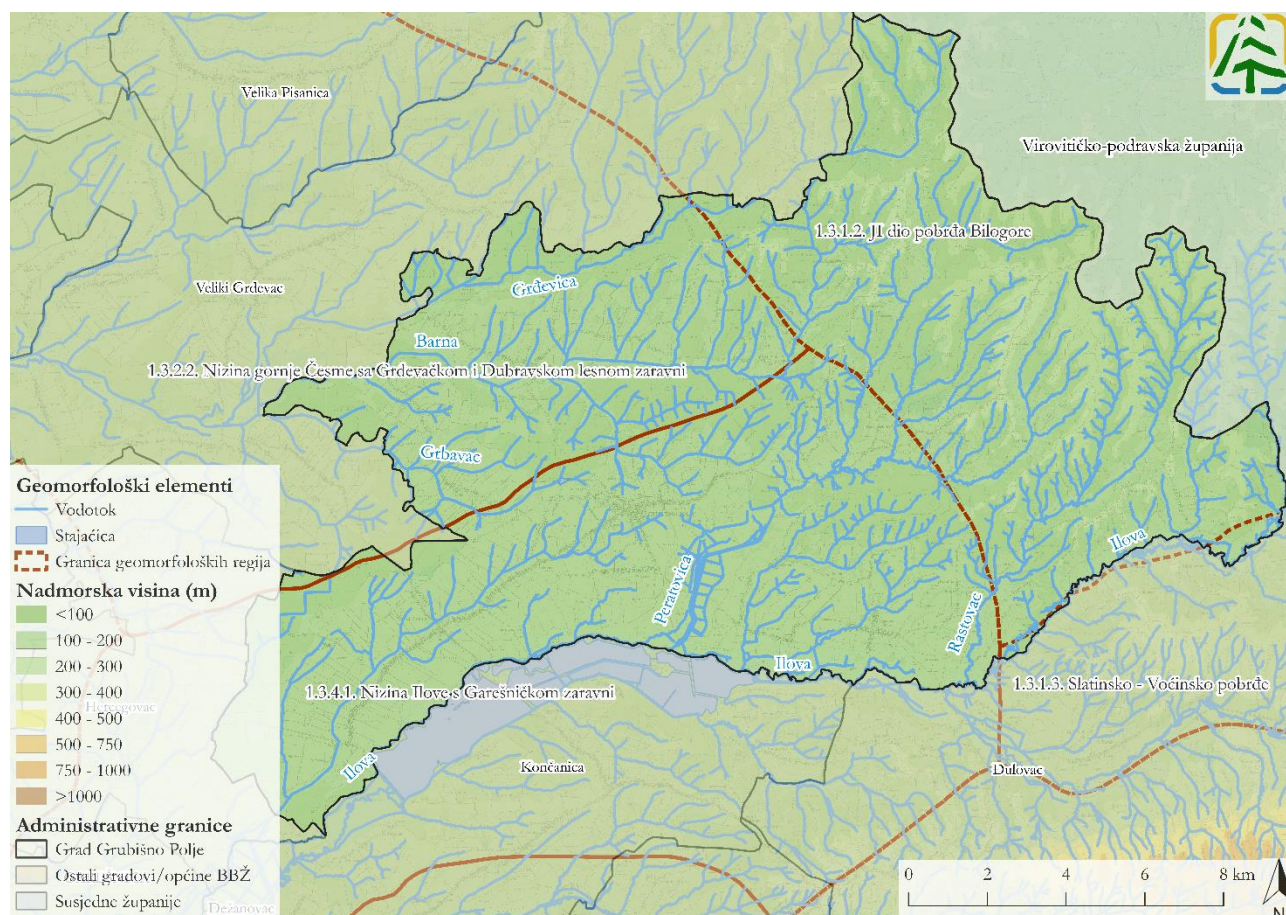 Velika Pisanica
Virovitičko-podravska županija
1.3.1.2. JI dio pobrđa Bilogore
Veliki Grđevac
Grđevica
Barna
1.3.2.2. Nizina gornje Česme sa Grđevačkom i Dubravskom lesnom zaravni
Grbavac
Ilova
Peratovica
Rastovac
Ilova
1.3.4.1. Nizina Ilove s Garešničkom zaravni
1.3.1.3. Slatinsko - Voćinsko pobrđe
Ilova
Končanica
Đulovac
Geomorfološki elementi
Vodotok
Stajaćica
Granica geomorfoloških regija
Nadmorska visina (m)
<100
100 - 200
200 - 300
300 - 400
400 - 500
500 - 750
750 - 1000
>1000
Hercegovac
Administrativne granice
Grad Grubišno Polje
Ostali gradovi/općine BBŽ
Susjedne županije
Dežanovac
0 2 4 6 8 km
N